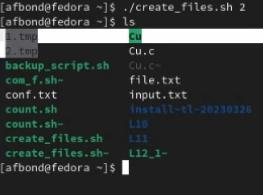 [afbond@fedora ~]$ ./create_files.sh 2
[afbond@fedora ~]$ ls
1.tmp Cu
2.tmp Cu.c
backup_script.sh Cu.c~
com_f.sh~ file.txt
conf.txt input.txt
count.sh install-tl-20230326
count.sh~ L10
create_files.sh L11
create_files.sh~ L12_1~
[afbond@fedora ~]$